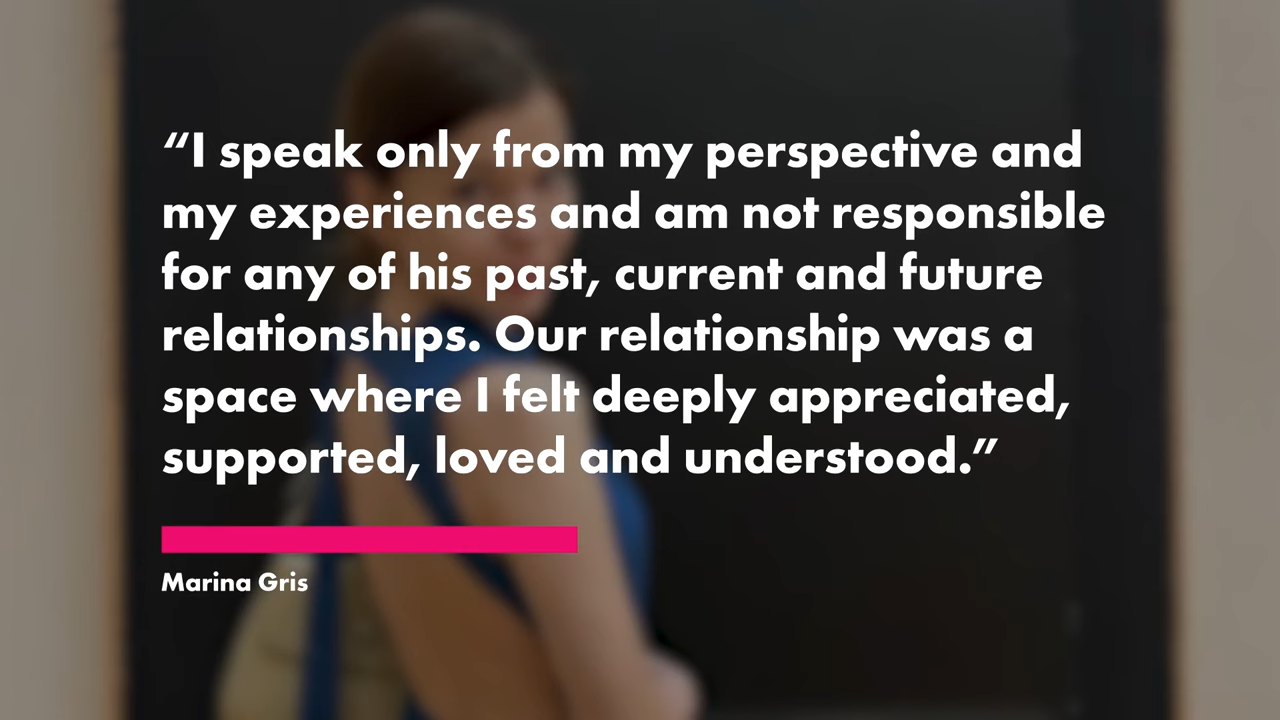 “I speak only from my perspective and
my experiences and am not responsible
for any of his past, current and future
relationships. Our relationship was a
space where I felt deeply appreciated,
supported, loved and understood.”
Marina Gris